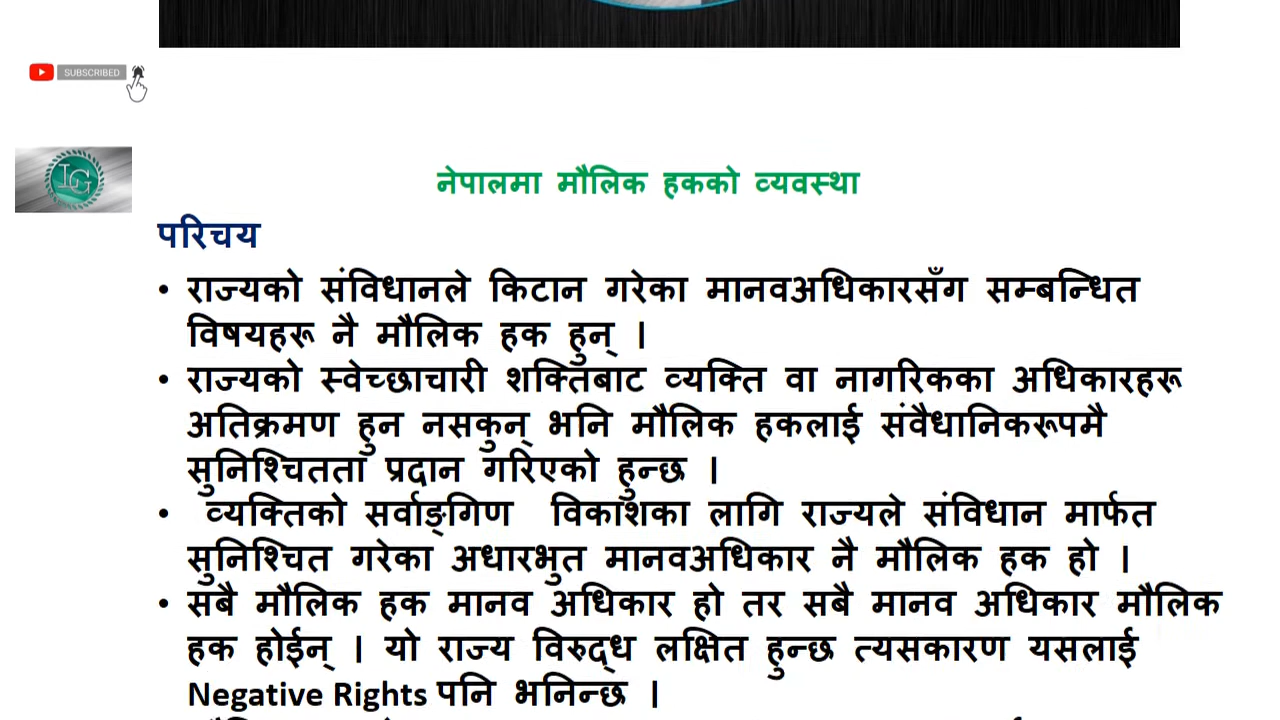 SUBSCRIBED
LG
नेपालमा मौलिक हकको व्यवस्था
परिचय
• राज्यको संविधानले किटान गरेका मानवअधिकारसँग सम्बन्धित
विषयहरू नै मौलिक हक हुन् ।
• राज्यको स्वेच्छाचारी शक्तिबाट व्यक्ति वा नागरिकका अधिकारहरू
अतिक्रमण हुन नसकुन् भनि मौलिक हकलाई संवैधानिकरूपमै
सुनिश्चितता प्रदान गरिएको हुन्छ ।
• व्यक्तिको सर्वाङ्गिण विकाशका लागि राज्यले संविधान मार्फत
सुनिश्चित गरेका अधारभुत मानवअधिकार नै मौलिक हक हो ।
• सबै मौलिक हक मानव अधिकार हो तर सबै मानव अधिकार मौलिक
हक होईन् । यो राज्य विरुद्ध लक्षित हुन्छ त्यसकारण यसलाई
Negative Rights पनि भनिन्छ ।